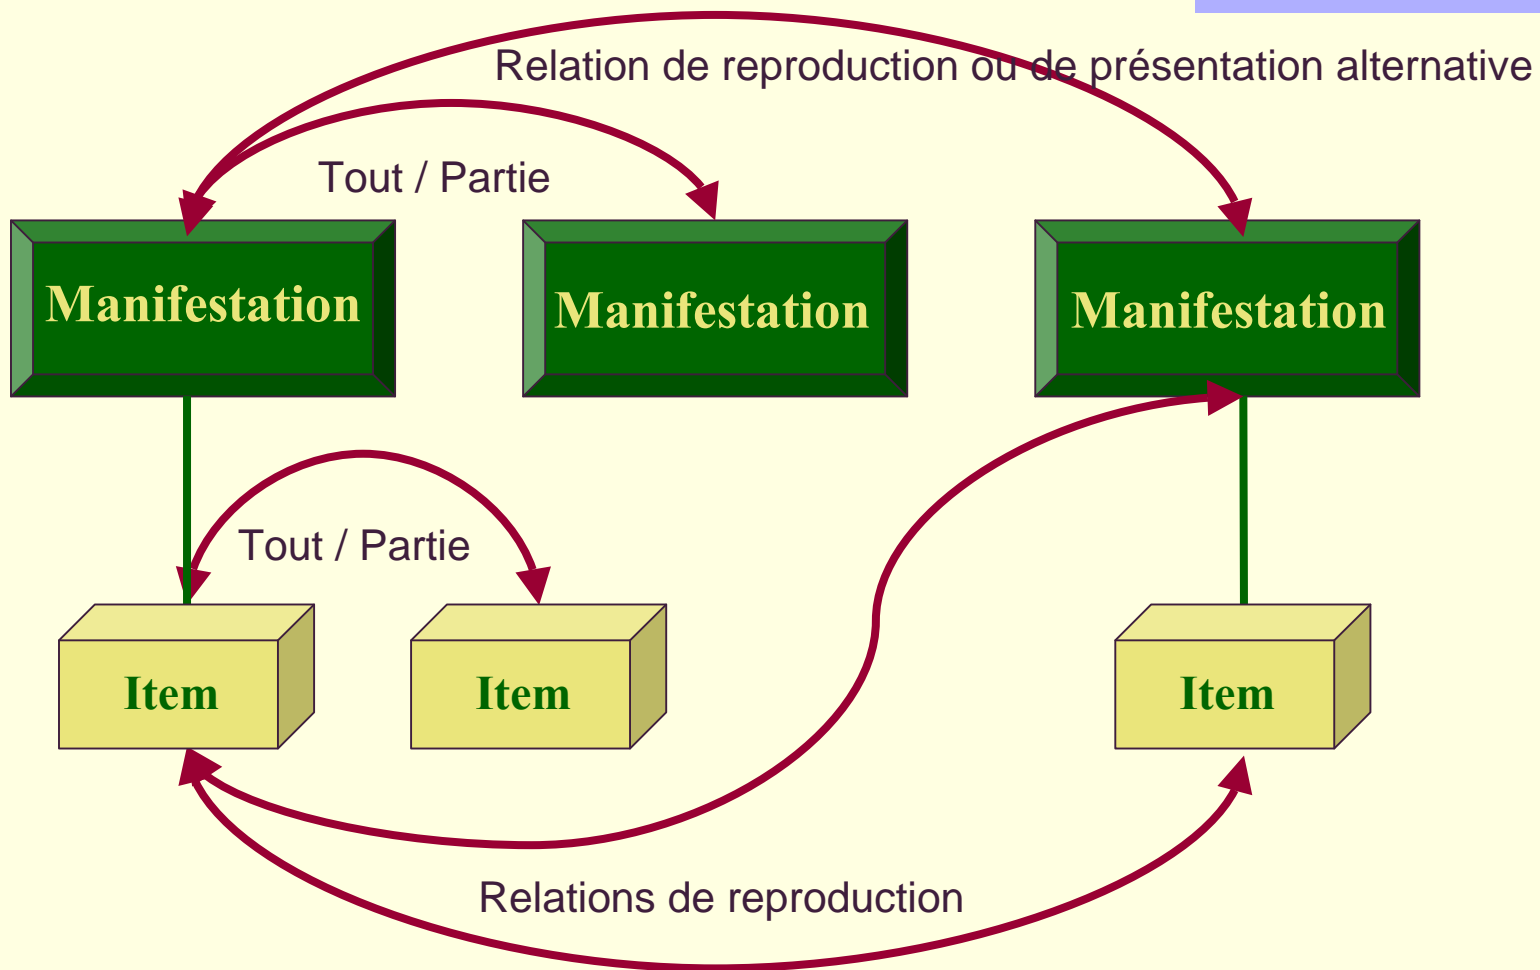 Relation de reproduction ou de présentation alternative
Tout / Partie
Manifestation
Manifestation
Manifestation
Tout / Partie
Item
Item
Item
Relations de reproduction